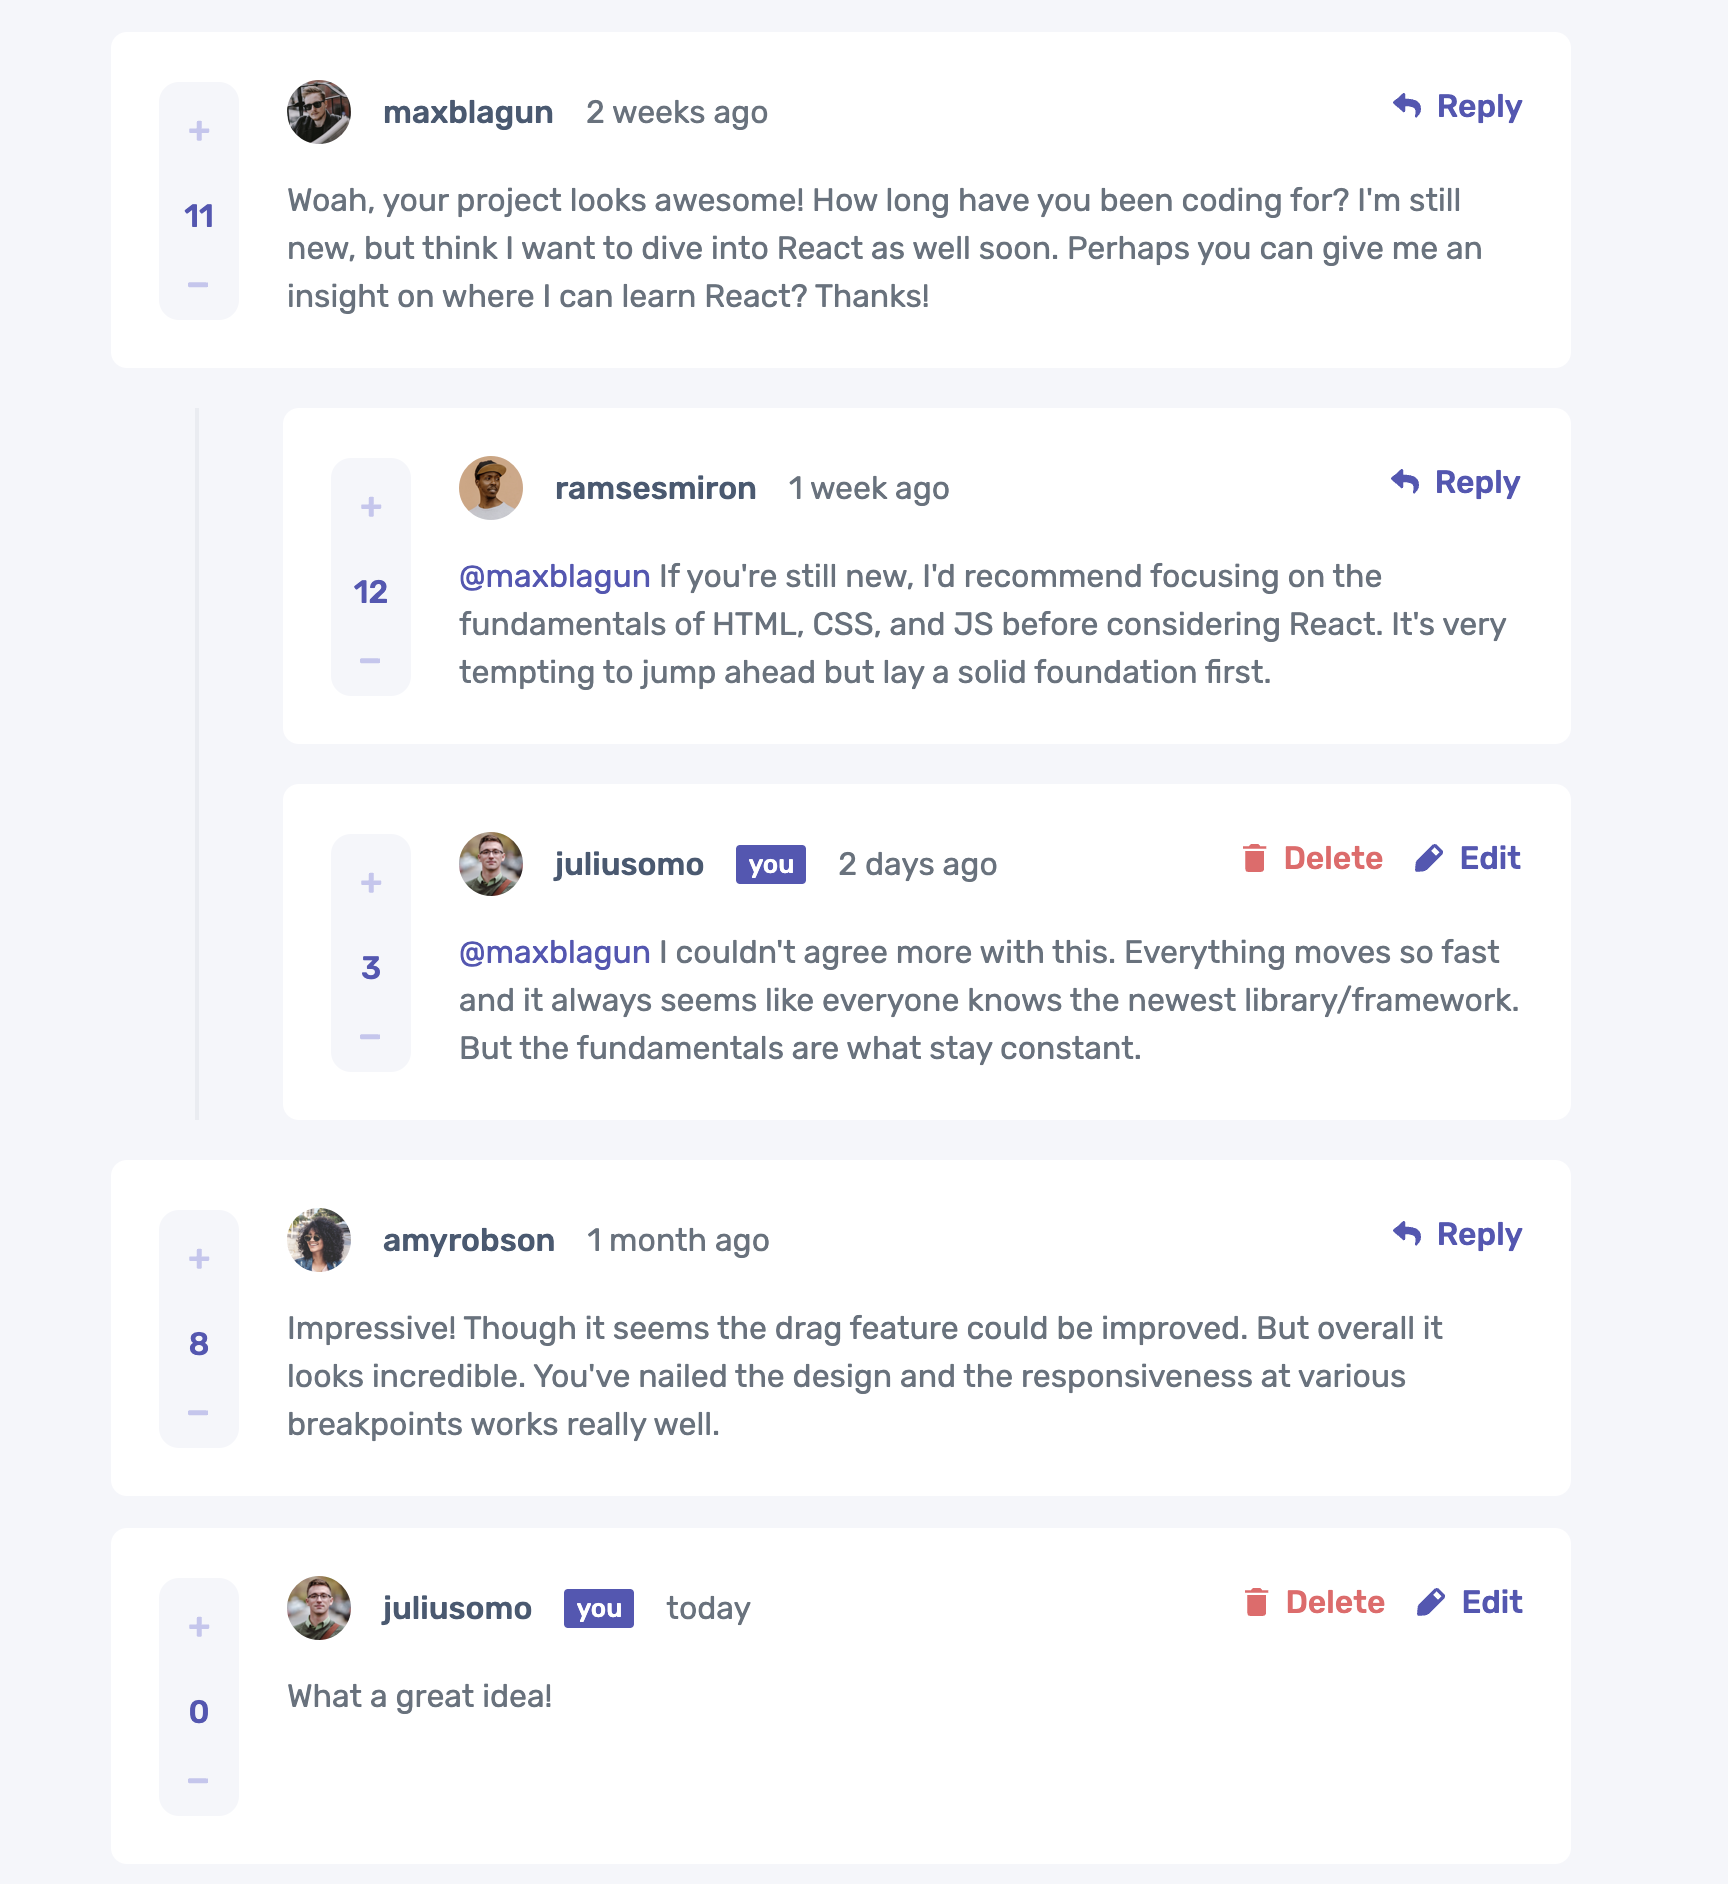 maxblagun 2 weeks ago Reply
+
11
−
Woah, your project looks awesome! How long have you been coding for? I'm still
new, but think I want to dive into React as well soon. Perhaps you can give me an
insight on where I can learn React? Thanks!
ramsesmiron 1 week ago Reply
+
12
−
@maxblagun If you're still new, I'd recommend focusing on the
fundamentals of HTML, CSS, and JS before considering React. It's very
tempting to jump ahead but lay a solid foundation first.
juliusomo you 2 days ago Delete Edit
+
3
−
@maxblagun I couldn't agree more with this. Everything moves so fast
and it always seems like everyone knows the newest library/framework.
But the fundamentals are what stay constant.
amyrobson 1 month ago Reply
+
8
−
Impressive! Though it seems the drag feature could be improved. But overall it
looks incredible. You've nailed the design and the responsiveness at various
breakpoints works really well.
juliusomo you today Delete Edit
+
0
−
What a great idea!